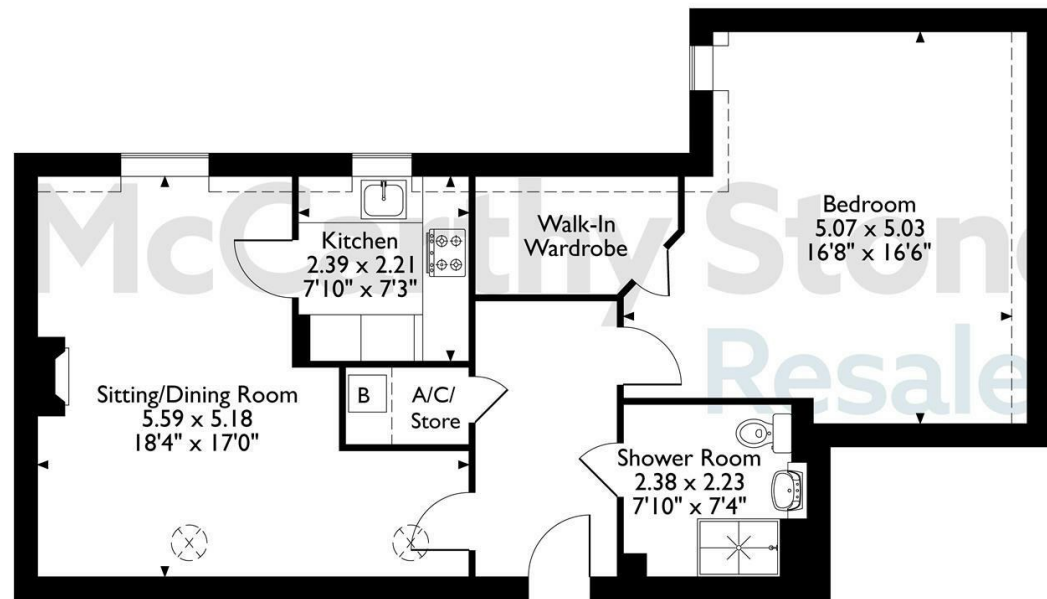 McCarthy Stone
Resale
Kitchen
2.39 x 2.21
7'10" x 7'3"
Walk-In
Wardrobe
Bedroom
5.07 x 5.03
16'8" x 16'6"
Sitting/Dining Room
5.59 x 5.18
18'4" x 17'0"
B
A/C/
Store
Shower Room
2.38 x 2.23
7'10" x 7'4"